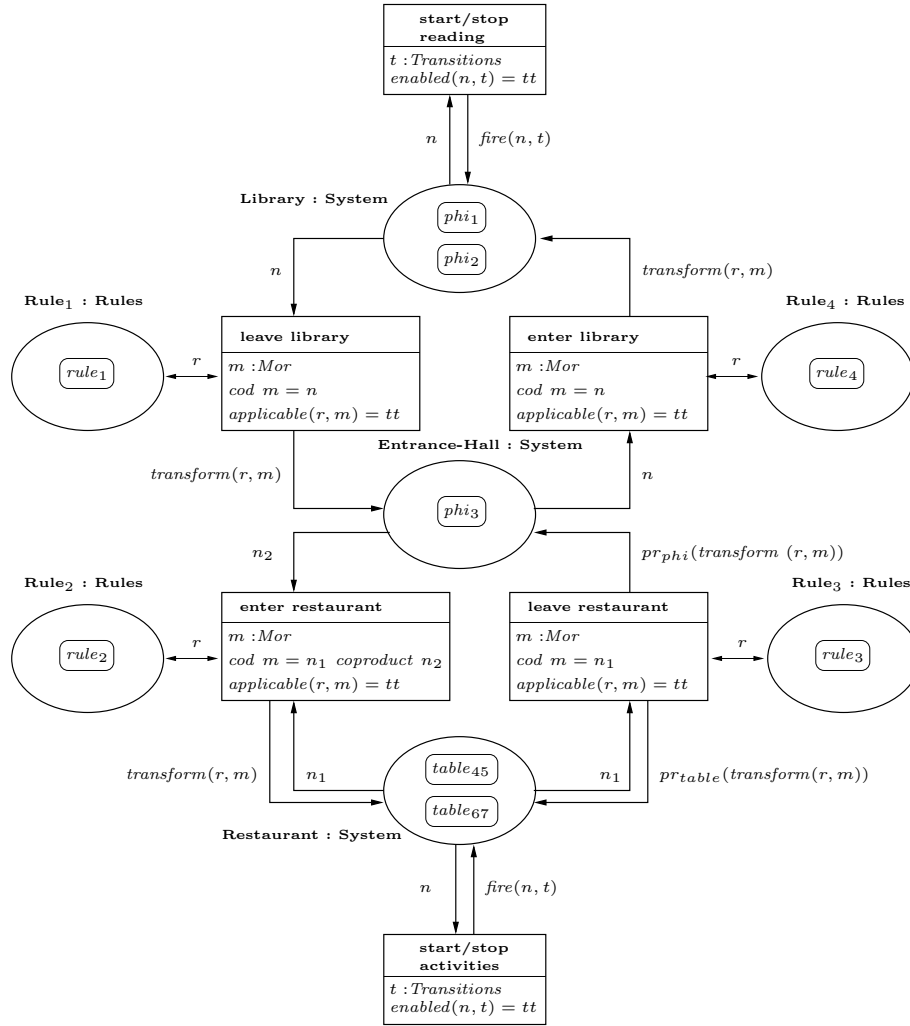 start/stop
reading
t : Transitions
enabled(n, t) = tt
n
fire(n, t)
Library : System
phi1
phi2
n
transform(r, m)
Rule1 : Rules
Rule4 : Rules
rule1
r
leave library
m : Mor
cod m = n
applicable(r, m) = tt
enter library
m : Mor
cod m = n
applicable(r, m) = tt
r
rule4
Entrance-Hall : System
transform(r, m)
n
phi3
n2
prphi(transform (r, m))
Rule2 : Rules
Rule3 : Rules
rule2
r
enter restaurant
m : Mor
cod m = n1 coproduct n2
applicable(r, m) = tt
leave restaurant
m : Mor
cod m = n1
applicable(r, m) = tt
r
rule3
transform(r, m)
n1
table45
table67
n1
prtable(transform(r, m))
Restaurant : System
n
fire(n, t)
start/stop
activities
t : Transitions
enabled(n, t) = tt